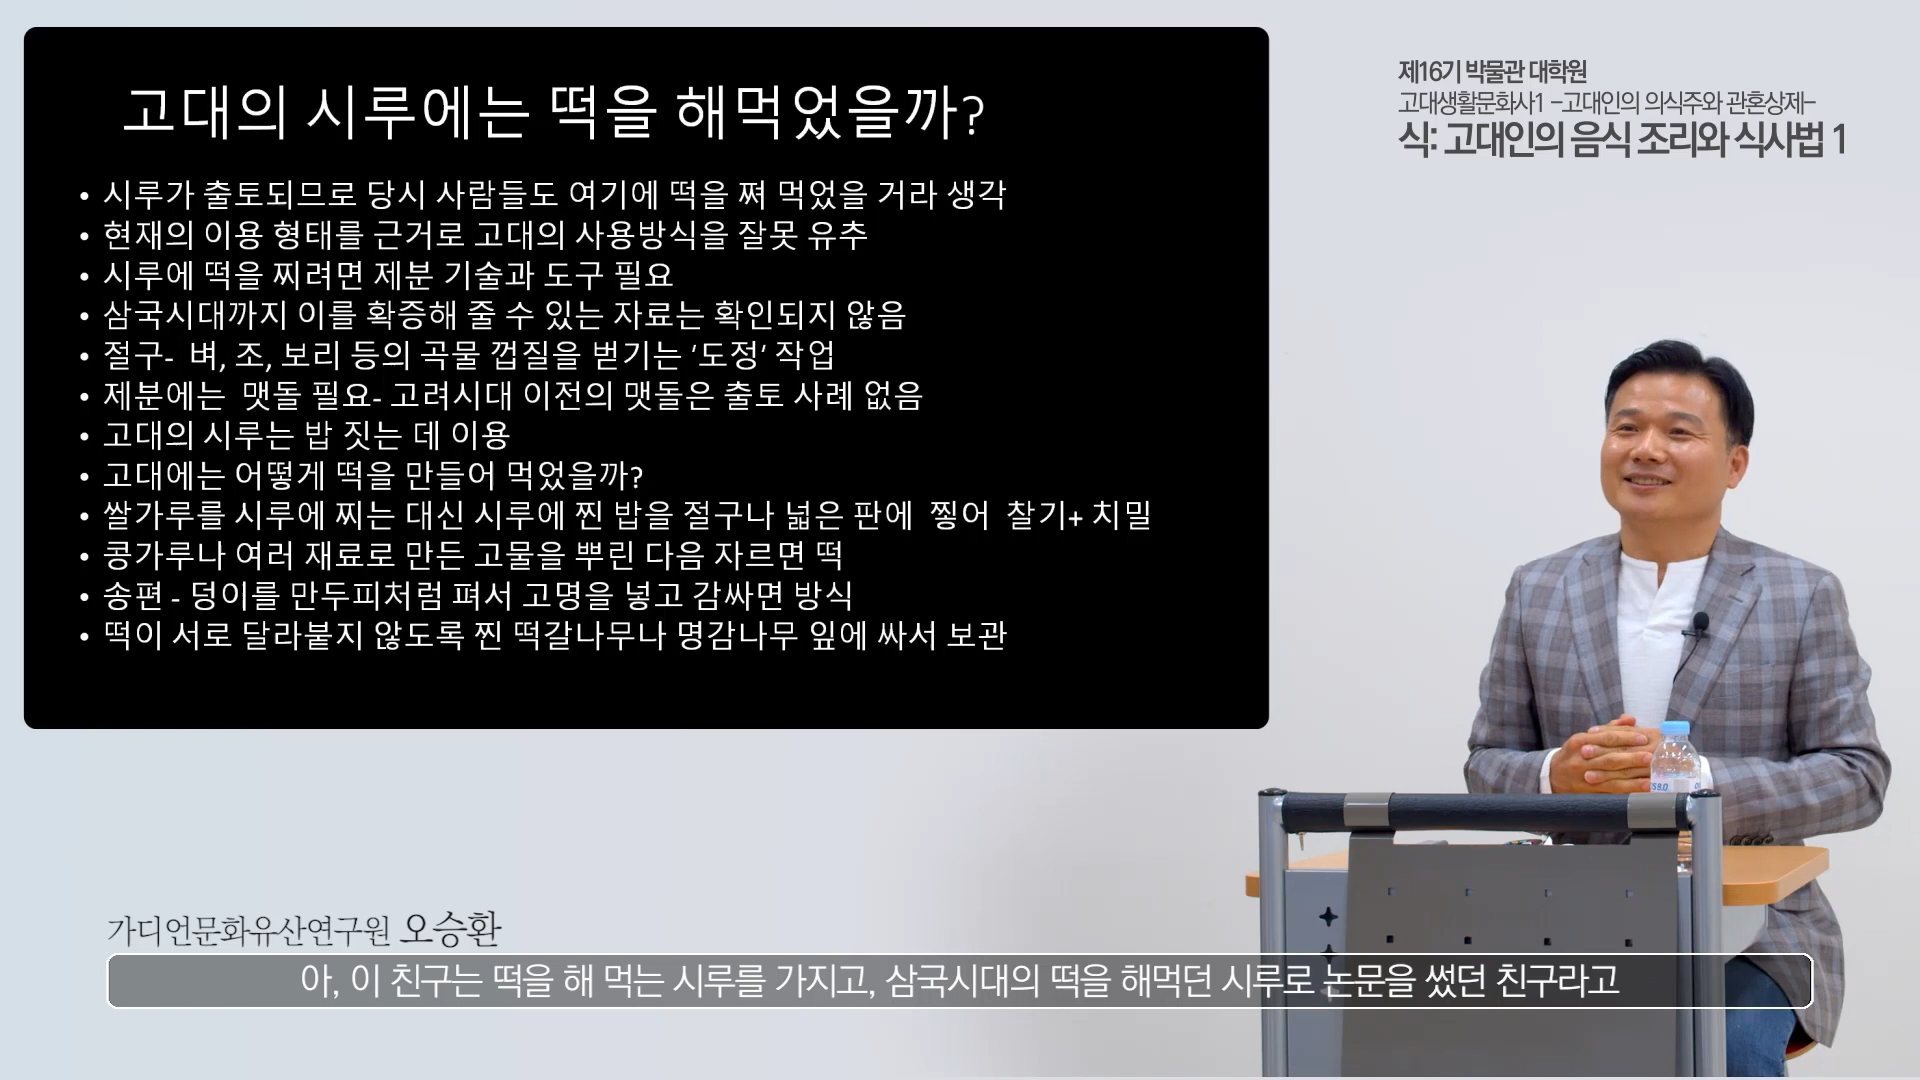 고대의 시루에는 떡을 해먹었을까?
• 시루가 출토되므로 당시 사람들도 여기에 떡을 쪄 먹었을 거라 생각
• 현재의 이용 형태를 근거로 고대의 사용방식을 잘못 유추
• 시루에 떡을 찌려면 제분 기술과 도구 필요
• 삼국시대까지 이를 확증해 줄 수 있는 자료는 확인되지 않음
• 절구- 벼, 조, 보리 등의 곡물 껍질을 벋기는 ‘도정‘ 작업
• 제분에는 맷돌 필요- 고려시대 이전의 맷돌은 출토 사례 없음
• 고대의 시루는 밥 짓는 데 이용
• 고대에는 어떻게 떡을 만들어 먹었을까?
• 쌀가루를 시루에 찌는 대신 시루에 찐 밥을 절구나 넓은 판에 찧어 찰기+ 치밀
• 콩가루나 여러 재료로 만든 고물을 뿌린 다음 자르면 떡
• 송편 - 덩이를 만두피처럼 펴서 고명을 넣고 감싸면 방식
• 떡이 서로 달라붙지 않도록 찐 떡갈나무나 명감나무 잎에 싸서 보관
제16기 박물관 대학원
고대생활문화사1 -고대인의 의식주와 관혼상제-
식: 고대인의 음식 조리와 식사법 1
가디언문화유산연구원 오승환
아, 이 친구는 떡을 해 먹는 시루를 가지고, 삼국시대의 떡을 해먹던 시루로 논문을 썼던 친구라고